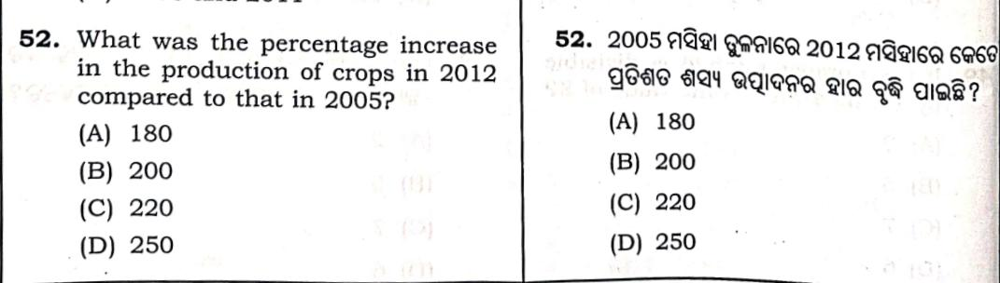 52. What was the percentage increase
in the production of crops in 2012
compared to that in 2005?
(A) 180
(B) 200
(C) 220
(D) 250
52. 2005 ମସିହା ତୁଳନାରେ 2012 ମସିହାରେ କେତେ
ପ୍ରତିଶତ ଶସ୍ୟ ଉତ୍ପାଦନର ହାର ବୃଦ୍ଧି ପାଇଛି?
(A) 180
(B) 200
(C) 220
(D) 250